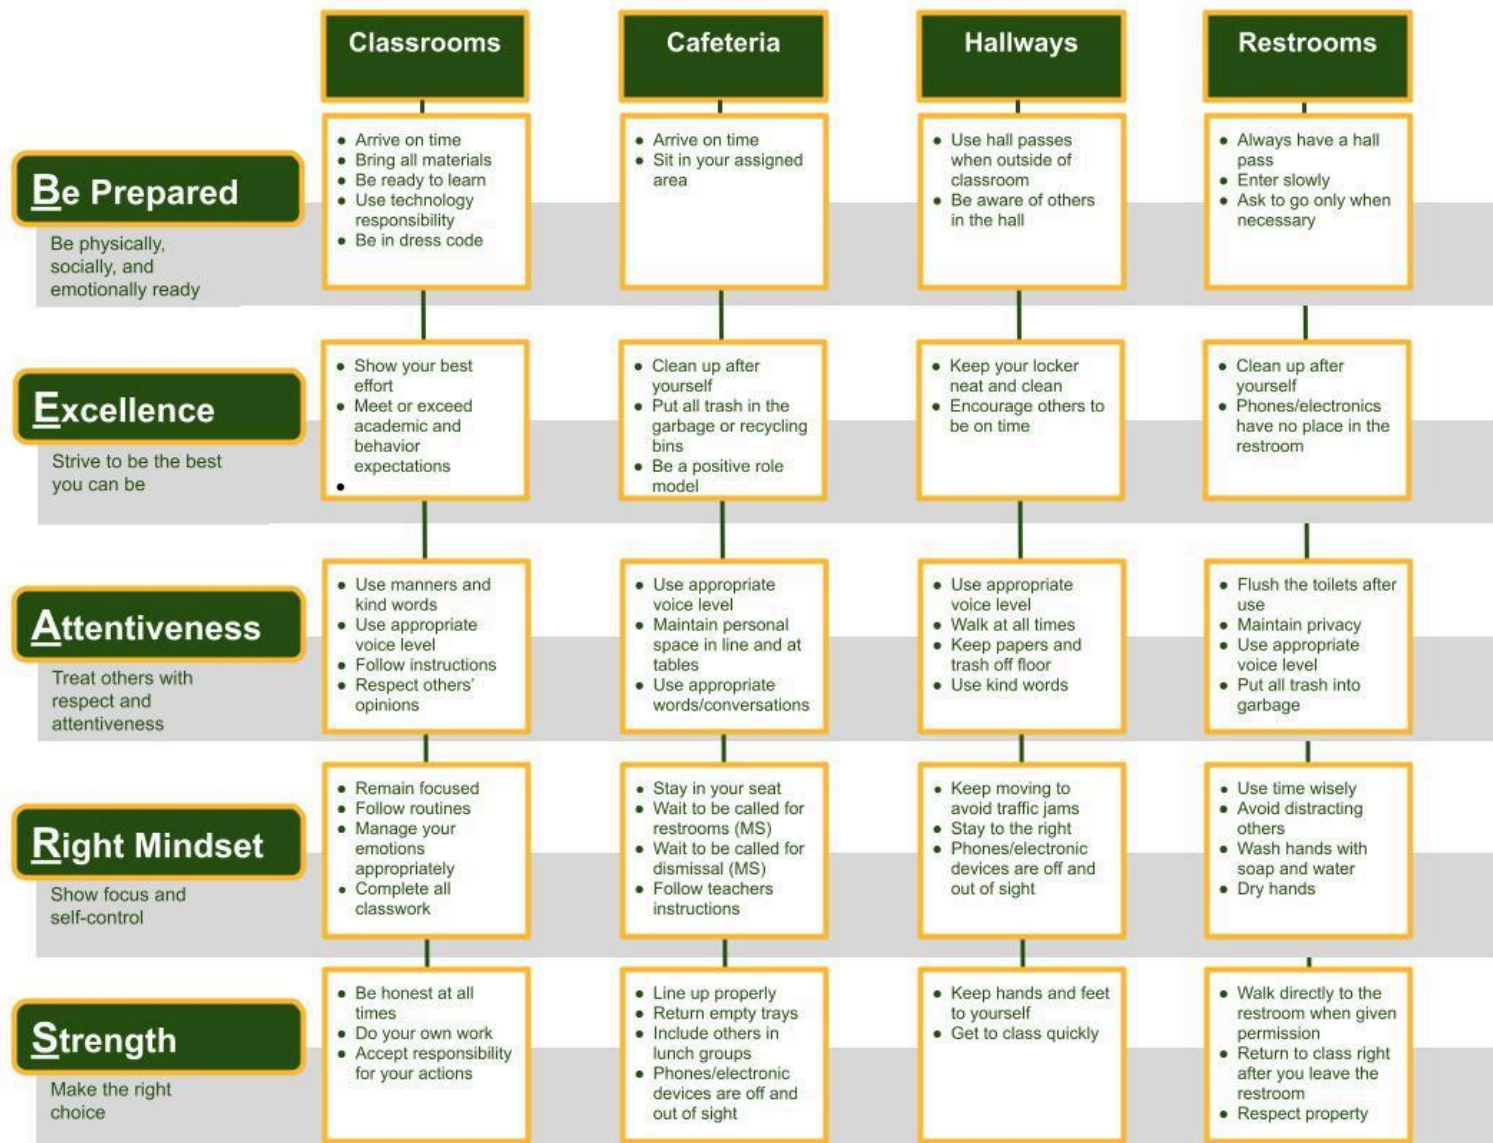 Classrooms
Cafeteria
Hallways
Restrooms
Be Prepared
Be physically,
socially, and
emotionally ready
● Arrive on time
● Bring all materials
● Be ready to learn
● Use technology
responsibility
● Be in dress code
● Arrive on time
● Sit in your assigned
area
● Use hall passes
when outside of
classroom
● Be aware of others
in the hall
● Always have a hall
pass
● Enter slowly
● Ask to go only when
necessary
Excellence
Strive to be the best
you can be
● Show your best
effort
● Meet or exceed
academic and
behavior
expectations
●
● Clean up after
yourself
● Put all trash in the
garbage or recycling
bins
● Be a positive role
model
● Keep your locker
neat and clean
● Encourage others to
be on time
● Clean up after
yourself
● Phones/electronics
have no place in the
restroom
Attentiveness
Treat others with
respect and
attentiveness
● Use manners and
kind words
● Use appropriate
voice level
● Follow instructions
● Respect others'
opinions
● Use appropriate
voice level
● Maintain personal
space in line and at
tables
● Use appropriate
words/conversations
● Use appropriate
voice level
● Walk at all times
● Keep papers and
trash off floor
● Use kind words
● Flush the toilets after
use
● Maintain privacy
● Use appropriate
voice level
● Put all trash into
garbage
Right Mindset
Show focus and
self-control
● Remain focused
● Follow routines
● Manage your
emotions
appropriately
● Complete all
classwork
● Stay in your seat
● Wait to be called for
restrooms (MS)
● Wait to be called for
dismissal (MS)
● Follow teachers
instructions
● Keep moving to
avoid traffic jams
● Stay to the right
● Phones/electronic
devices are off and
out of sight
● Use time wisely
● Avoid distracting
others
● Wash hands with
soap and water
● Dry hands
Strength
Make the right
choice
● Be honest at all
times
● Do your own work
● Accept responsibility
for your actions
● Line up properly
● Return empty trays
● Include others in
lunch groups
● Phones/electronic
devices are off and
out of sight
● Keep hands and feet
to yourself
● Get to class quickly
● Walk directly to the
restroom when given
permission
● Return to class right
after you leave the
restroom
● Respect property